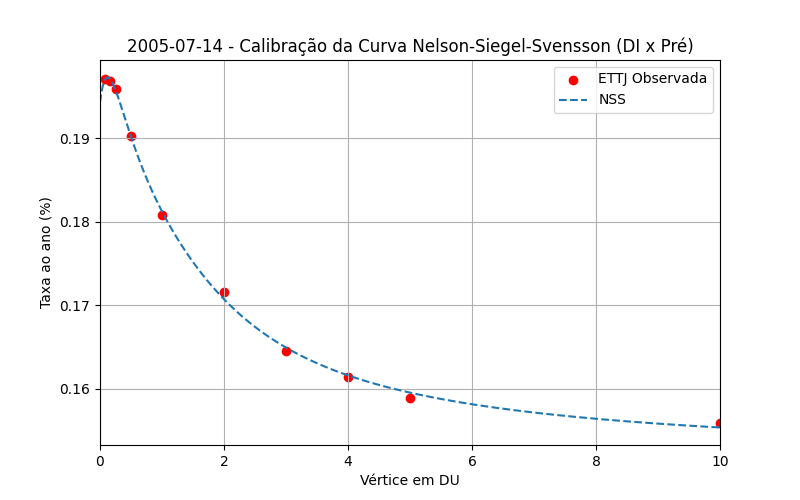 2005-07-14 - Calibração da Curva Nelson-Siegel-Svensson (DI x Pré)
ETTJ Observada
NSS
Taxa ao ano (%)
0.19
0.18
0.17
0.16
0 2 4 6 8 10
Vértice em DU